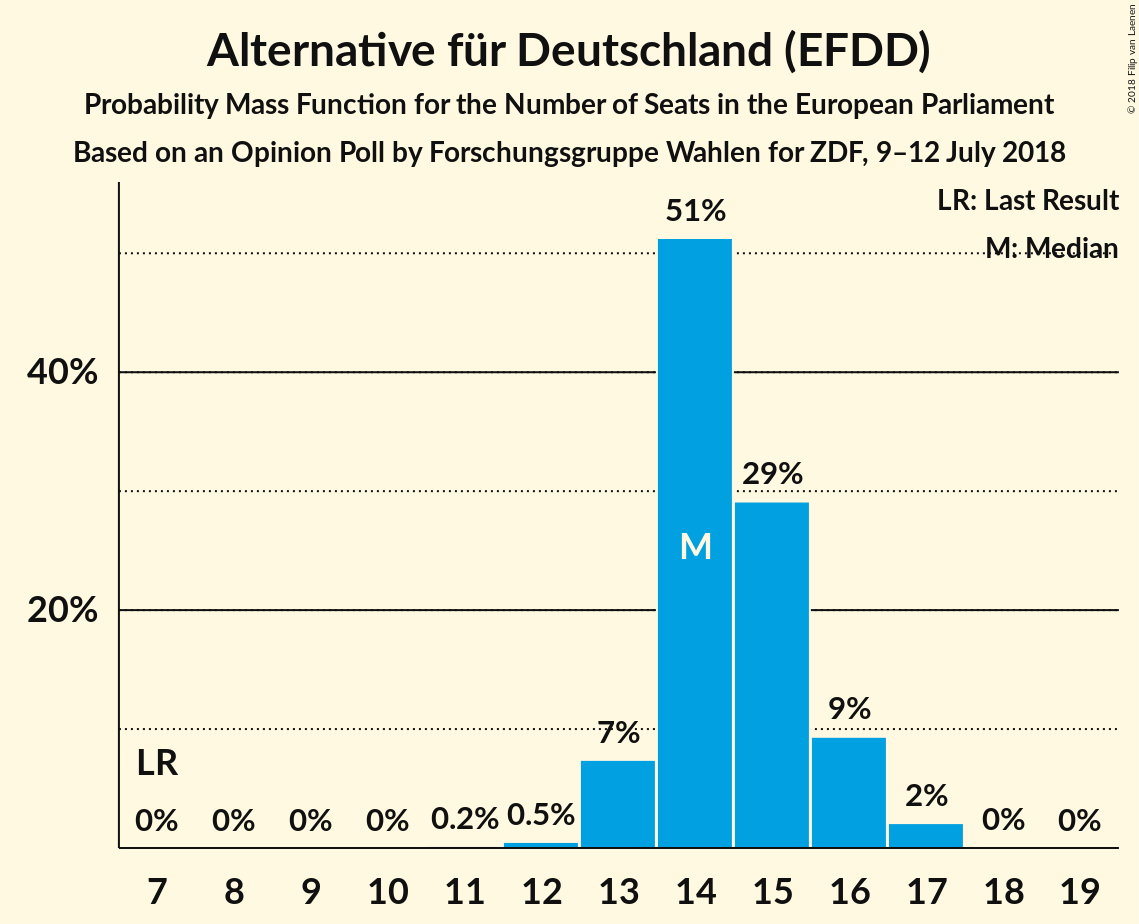 Alternative für Deutschland (EFDD)
Probability Mass Function for the Number of Seats in the European Parliament
Based on an Opinion Poll by Forschungsgruppe Wahlen for ZDF, 9–12 July 2018
© 2018 Filip van Laenen
LR: Last Result
M: Median
51%
40%
29%
M
20%
9%
7%
LR
2%
0% 0% 0% 0% 0.2% 0.5% 0% 0%
7 8 9 10 11 12 13 14 15 16 17 18 19